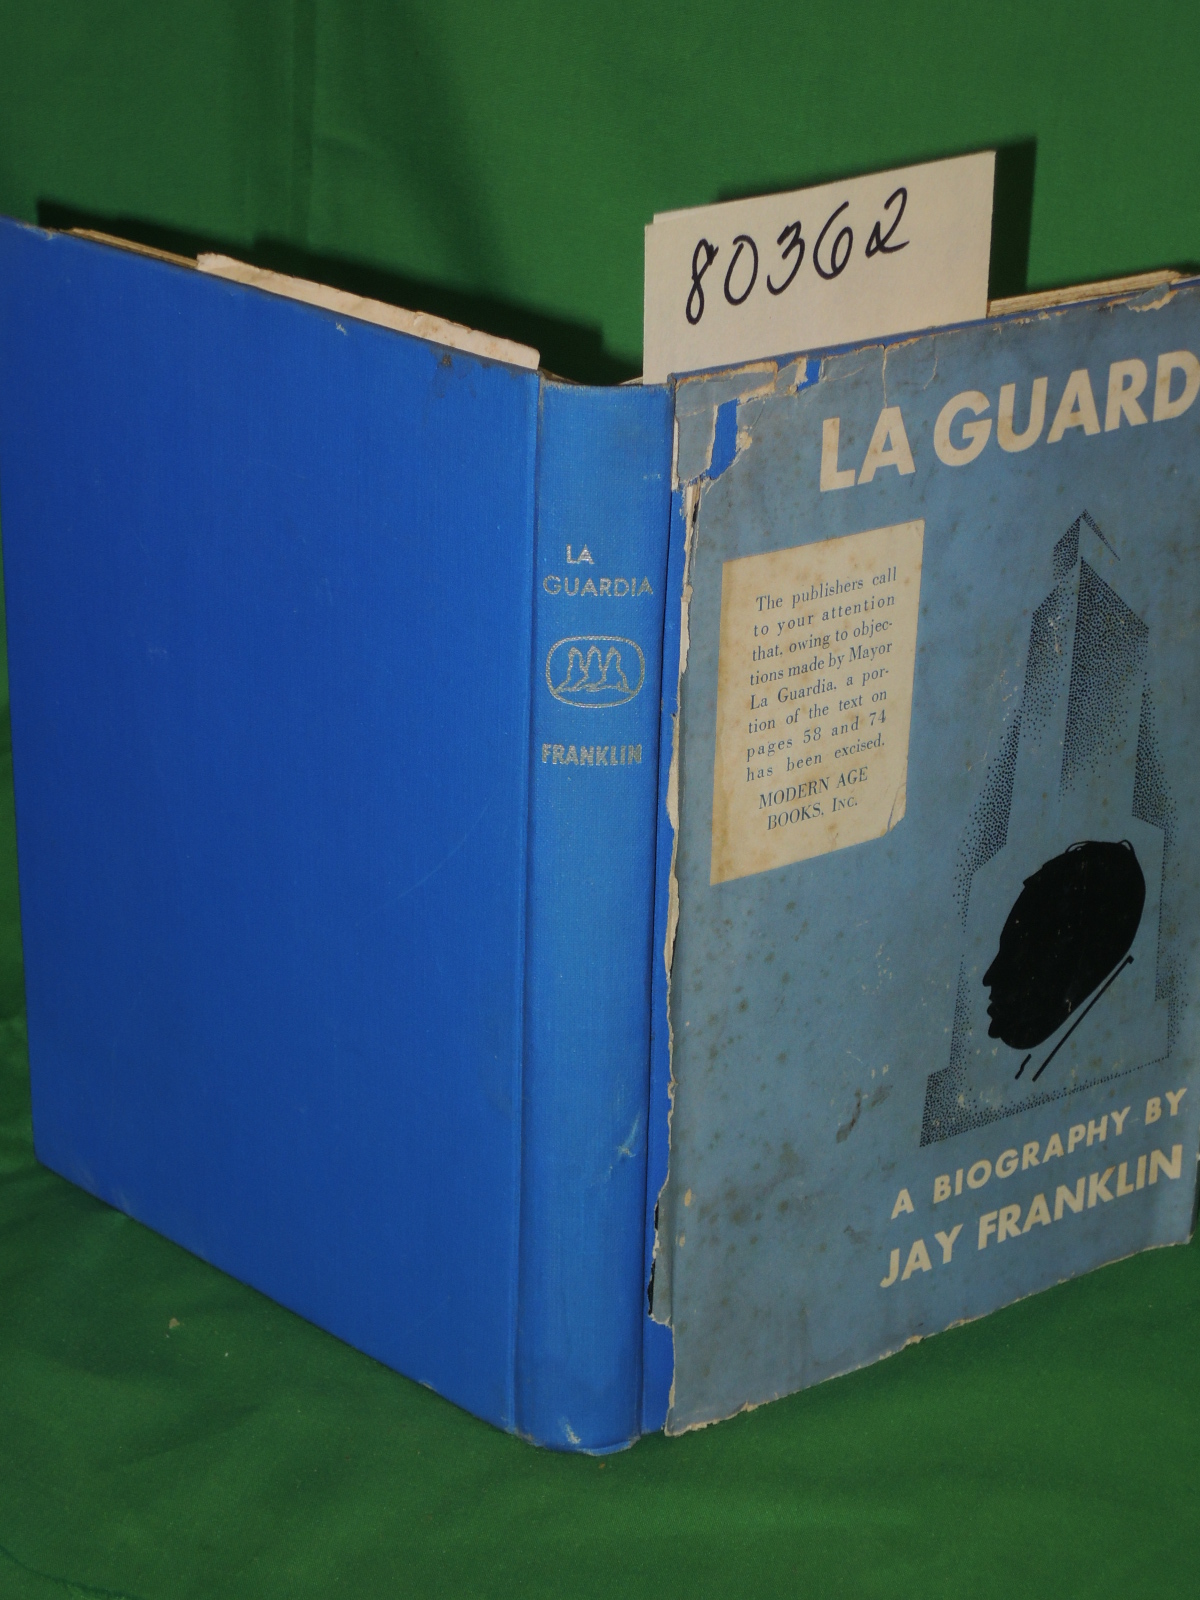 80362
LA GUARD
The publishers call
to your attention
that, owing to objec-
tions made by Mayor
La Guardia, a por-
tion of the text on
pages 58 and 74
has been excised.
MODERN AGE
BOOKS, INC.
A BIOGRAPHY BY
JAY FRANKLIN
LA
GUARDIA
FRANKLIN